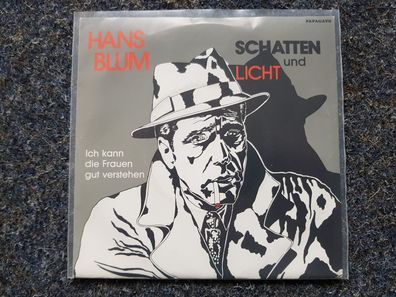 PAPAGAYO
HANS
BLUM
SCHATTEN
und
LICHT
Ich kann
die Frauen
gut verstehen